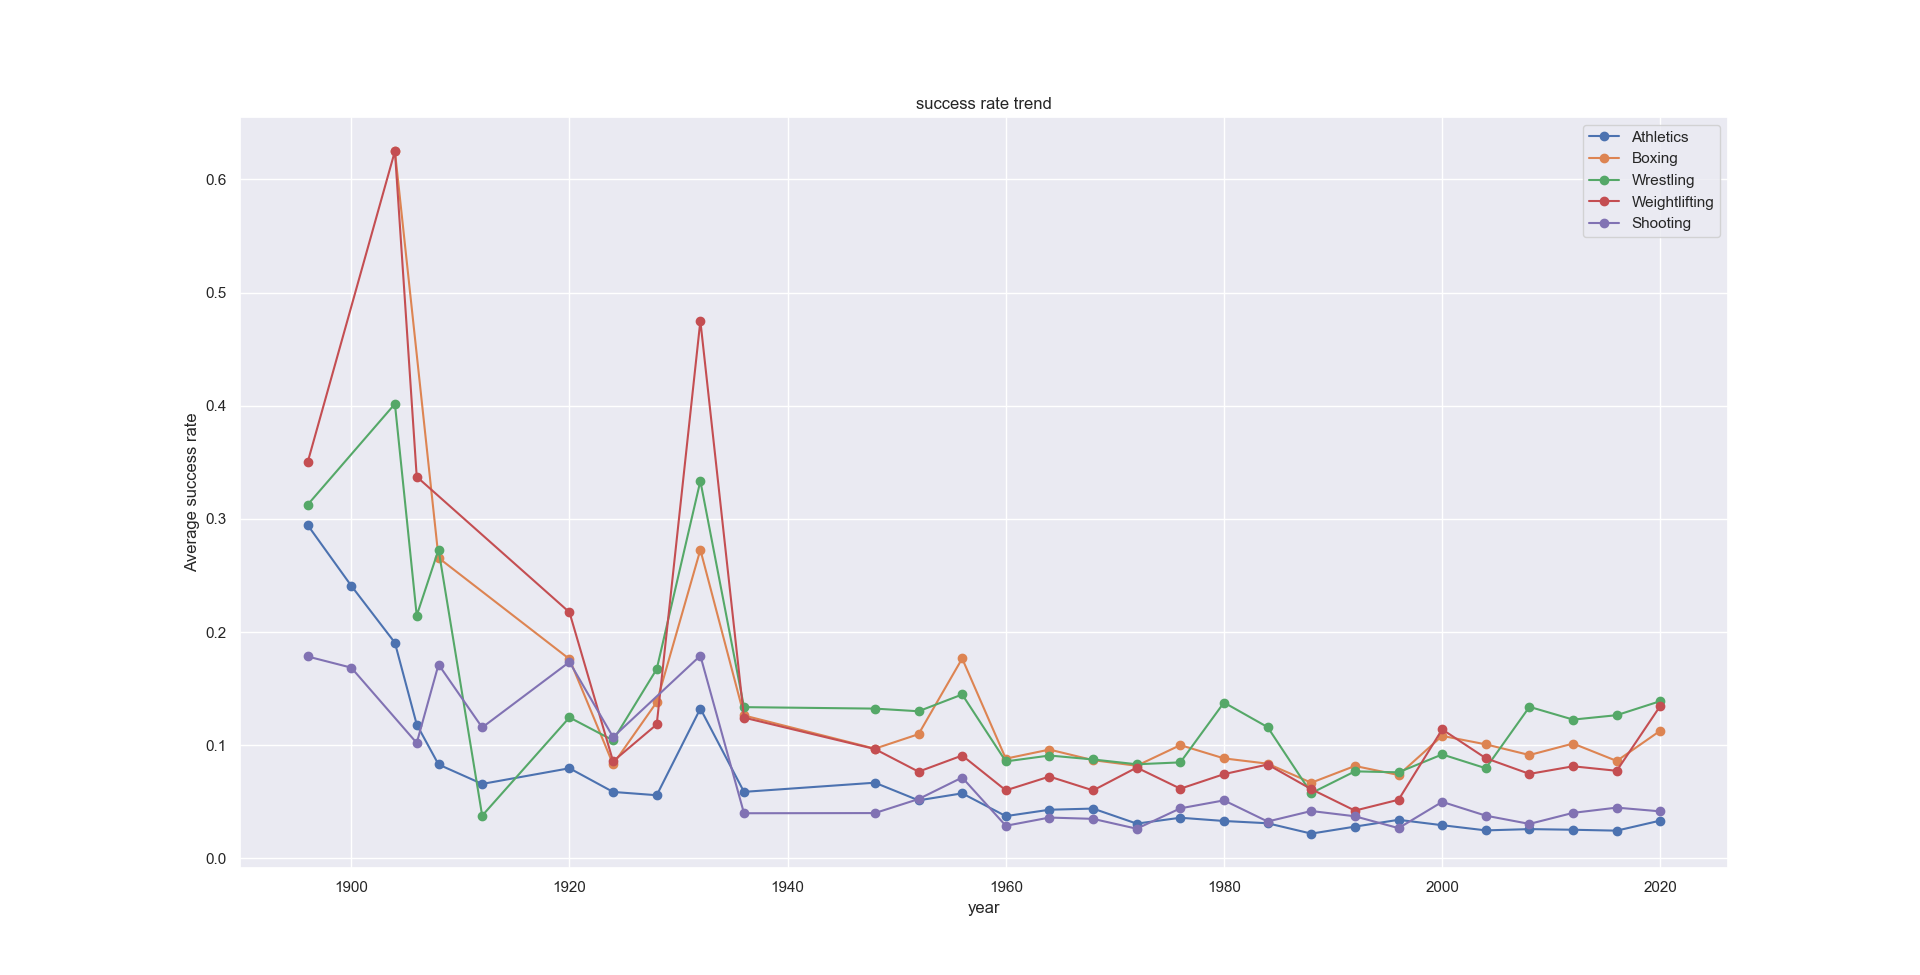 success rate trend
Athletics
Boxing
Wrestling
Weightlifting
Shooting
0.6
0.5
0.4
0.3
0.2
0.1
0.0
Average success rate
1900 1920 1940 1960 1980 2000 2020
year